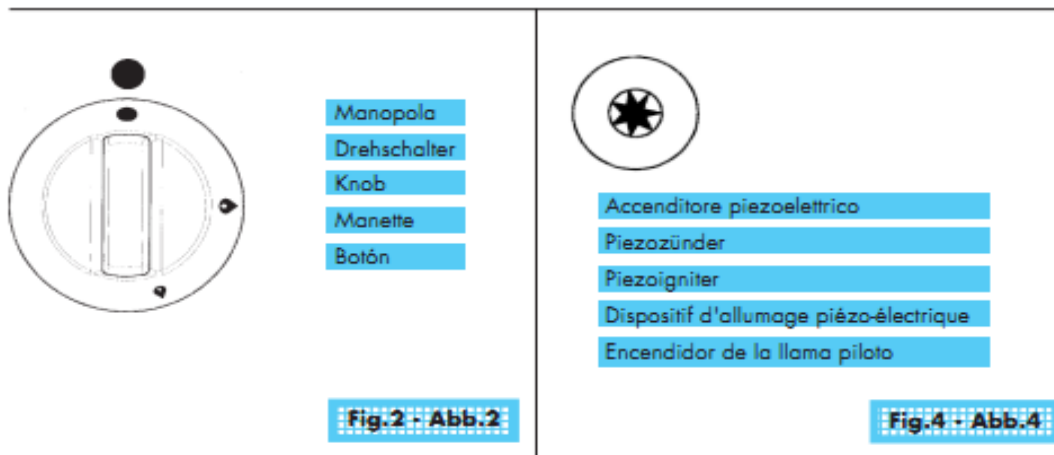 Manopola
Drehschalter
Knob
Manette
Botón
Fig.2 - Abb.2
Accenditore piezoelettrico
Piezozünder
Piezoigniter
Dispositif d'allumage piézo-électrique
Encendidor de la llama piloto
Fig.4 - Abb.4